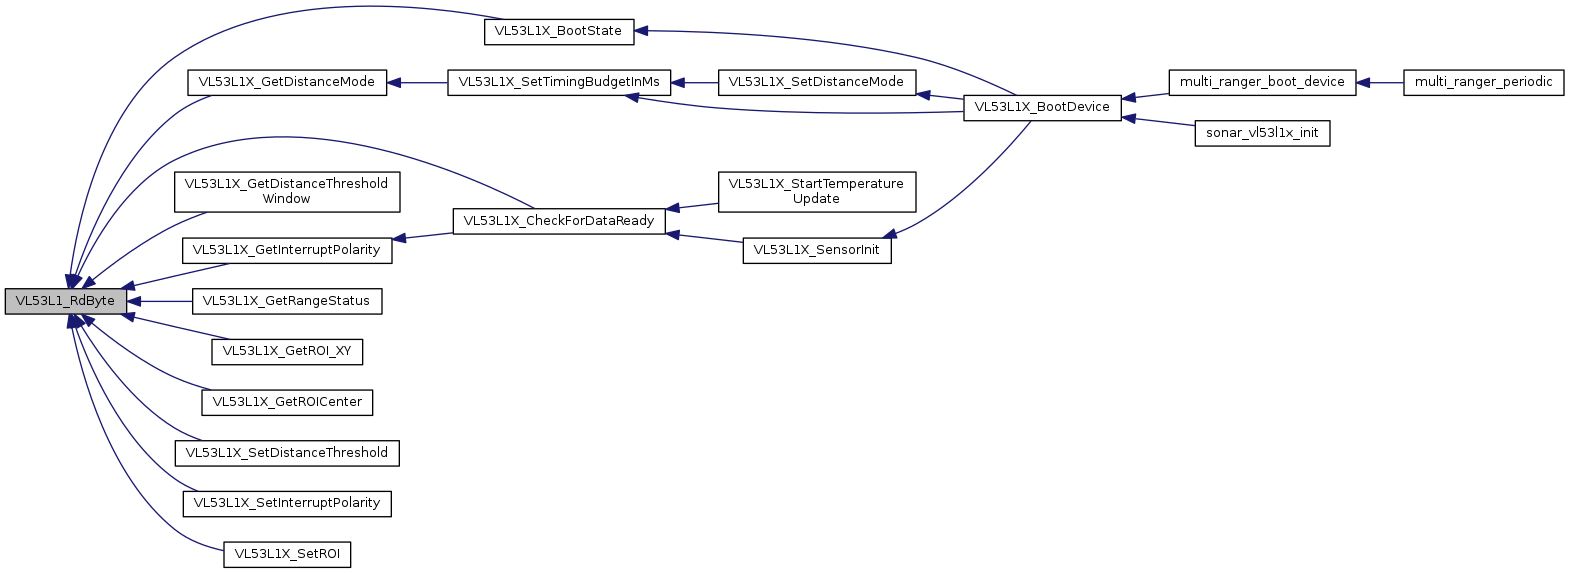 VL53L1X_BootState
VL53L1X_GetDistanceMode
VL53L1X_SetTimingBudgetInMs
VL53L1X_SetDistanceMode
multi_ranger_boot_device
multi_ranger_periodic
VL53L1X_BootDevice
sonar_vl53l1x_init
VL53L1X_GetDistanceThreshold
Window
VL53L1X_StartTemperature
Update
VL53L1X_CheckForDataReady
VL53L1X_GetInterruptPolarity
VL53L1X_SensorInit
VL53L1_RdByte
VL53L1X_GetRangeStatus
VL53L1X_GetROI_XY
VL53L1X_GetROICenter
VL53L1X_SetDistanceThreshold
VL53L1X_SetInterruptPolarity
VL53L1X_SetROI